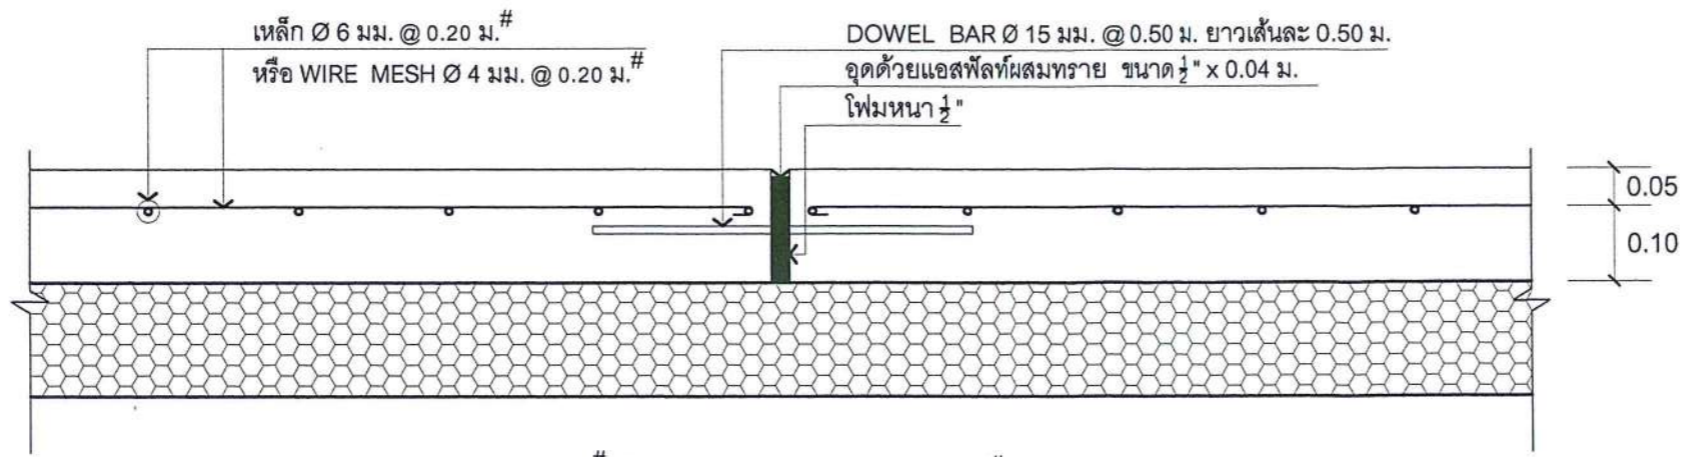 เหล็ก Ø 6 มม. @ 0.20 ม.#
หรือ WIRE MESH Ø 4 มม. @ 0.20 ม.#
DOWEL BAR Ø 15 มม. @ 0.50 ม. ยาวเส้นละ 0.50 ม.
อุดด้วยแอสฟัลท์ผสมทราย ขนาด ½" x 0.04 ม.
โฟมหนา ½"
0.05
0.10
# #